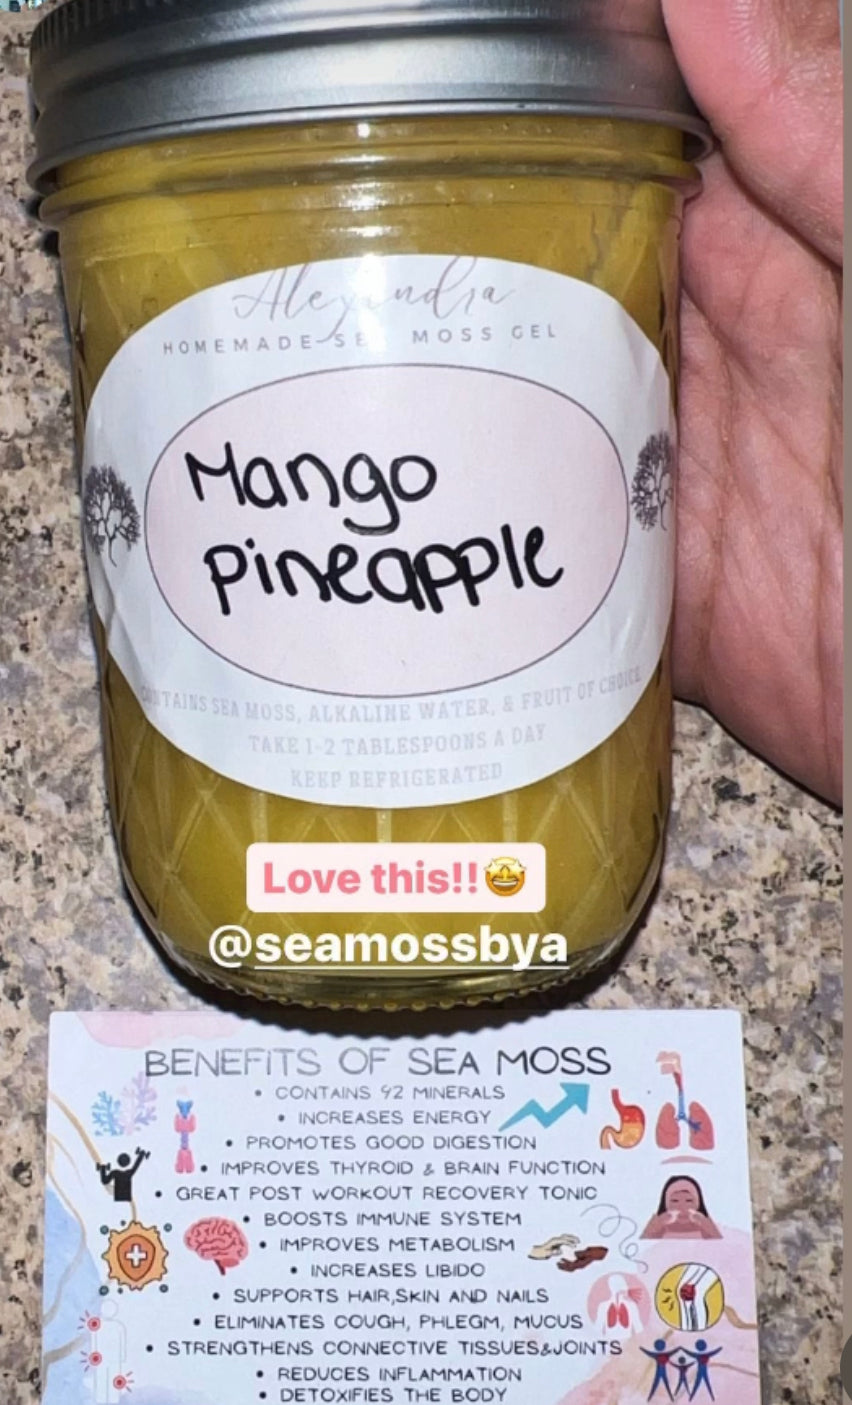 Alexandra
HOMEMADE SEA MOSS GEL
Mango
Pineapple
CONTAINS SEA MOSS, ALKALINE WATER, & FRUIT OF CHOICE
TAKE 1-2 TABLESPOONS A DAY
KEEP REFRIGERATED
Love this!!🤩
@seamossbya
BENEFITS OF SEA MOSS
• CONTAINS 92 MINERALS
• INCREASES ENERGY
• PROMOTES GOOD DIGESTION
• IMPROVES THYROID & BRAIN FUNCTION
• GREAT POST WORKOUT RECOVERY TONIC
• BOOSTS IMMUNE SYSTEM
• IMPROVES METABOLISM
• INCREASES LIBIDO
• SUPPORTS HAIR,SKIN AND NAILS
• ELIMINATES COUGH, PHLEGM, MUCUS
• STRENGTHENS CONNECTIVE TISSUES&JOINTS
• REDUCES INFLAMMATION
• DETOXIFIES THE BODY